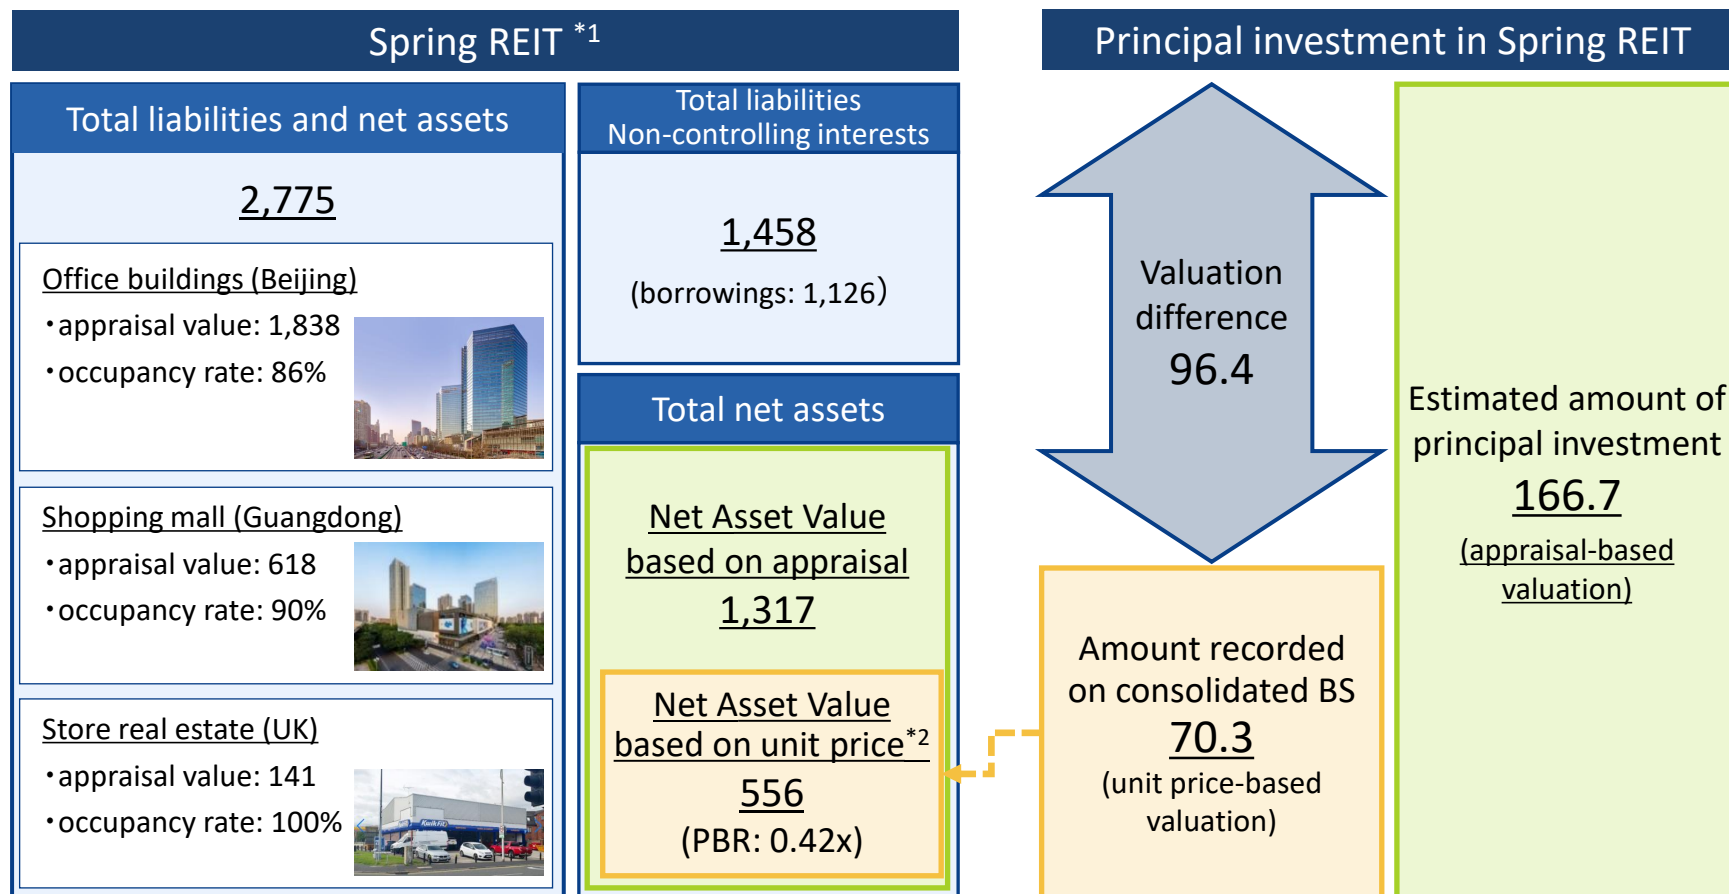 Spring REIT *1
Total liabilities and net assets
2,775
Office buildings (Beijing)
・appraisal value: 1,838
・occupancy rate: 86%
Shopping mall (Guangdong)
・appraisal value: 618
・occupancy rate: 90%
Store real estate (UK)
・appraisal value: 141
・occupancy rate: 100%
KwikFit
Total liabilities
Non-controlling interests
1,458
(borrowings: 1,126）
Total net assets
Net Asset Value
based on appraisal
1,317
Net Asset Value
based on unit price*2
556
(PBR: 0.42x)
Principal investment in Spring REIT
Valuation
difference
96.4
Amount recorded
on consolidated BS
70.3
(unit price-based
valuation)
Estimated amount of
principal investment
166.7
(appraisal-based
valuation)